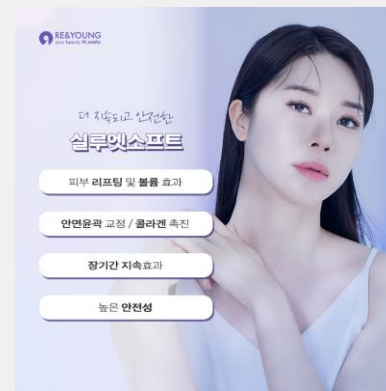 RE&YOUNG
your beauty fit.studio
더 지속되고 안전한
실루엣소프트
피부 리프팅 및 볼륨 효과
안면윤곽 교정 / 콜라겐 촉진
장기간 지속효과
높은 안전성